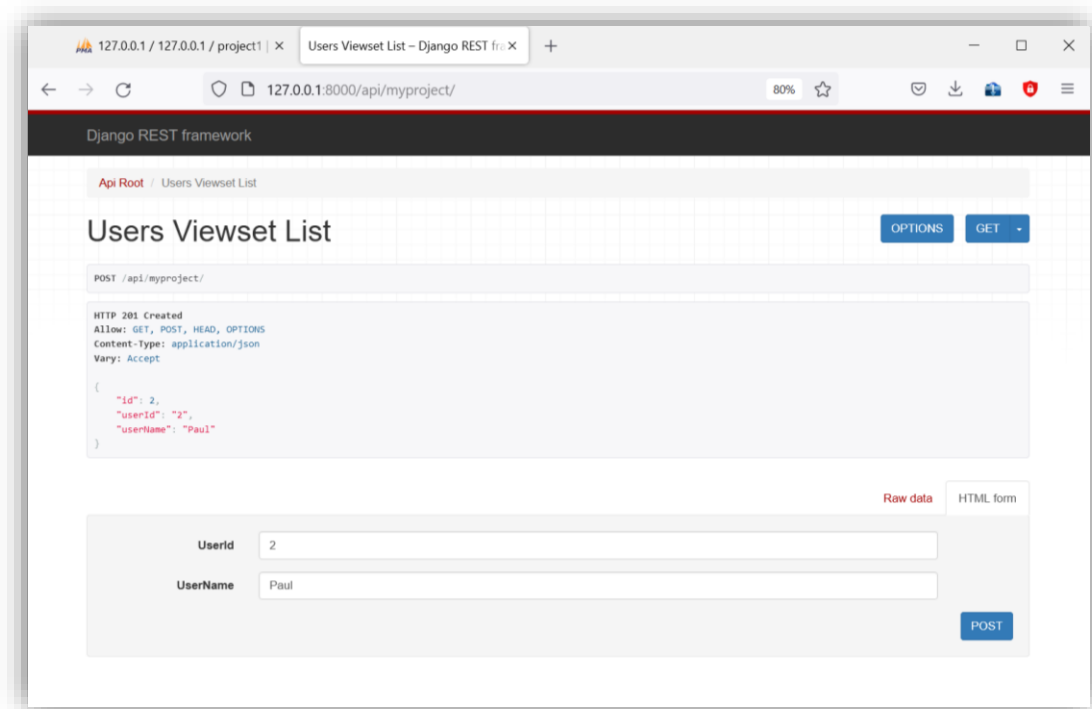 127.0.0.1 / 127.0.0.1 / project1 |
Users Viewset List – Django REST fra
127.0.0.1:8000/api/myproject/
80%
Django REST framework
Api Root / Users Viewset List
Users Viewset List
OPTIONS
GET
POST /api/myproject/
HTTP 201 Created
Allow: GET, POST, HEAD, OPTIONS
Content-Type: application/json
Vary: Accept
{
"id": 2,
"userId": "2",
"userName": "Paul"
}
Raw data
HTML form
UserId
2
UserName
Paul
POST